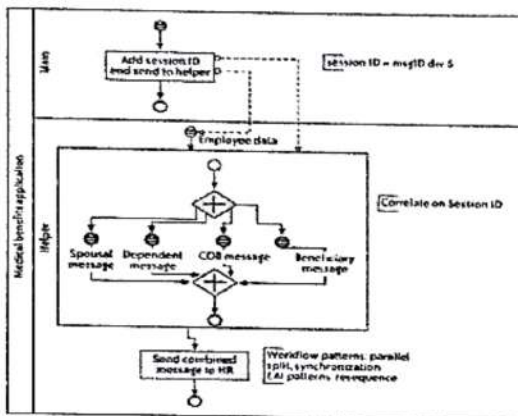 Medical benefits application
Main
Add session ID
and send to helper
session ID = msgID div 5
Helper
Employee data
Correlate on Session ID
Spousal
message
Dependent
message
COB message
Beneficiary
message
Send combined
message to HR
Workflow patterns: parallel
split, synchronization
EAI patterns: resequence